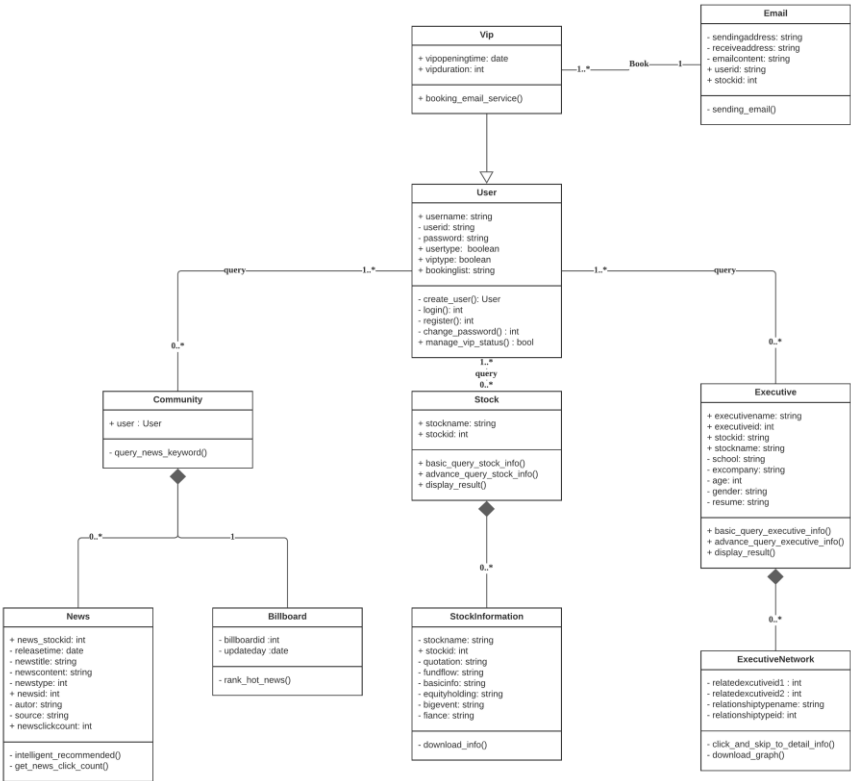 Email
- sendingaddress: string
- receiveaddress: string
- emailcontent: string
+ userid: string
+ stockid: int
- sending_email()
Vip
+ vipopeningtime: date
+ vipduration: int
+ booking_email_service()
1..*
Book
1
User
+ username: string
- userid: string
- password: string
+ usertype: boolean
+ viptype: boolean
+ bookinglist: string
- create_user(): User
- login(): int
- register(): int
- change_password() : int
+ manage_vip_status() : bool
query
1..*
1..*
query
0..*
1..*
query
0..*
0..*
Community
+ user : User
- query_news_keyword()
Stock
+ stockname: string
+ stockid: int
+ basic_query_stock_info()
+ advance_query_stock_info()
+ display_result()
Executive
+ executivename: string
+ executiveid: int
+ stockid: string
+ stockname: string
- school: string
- excompany: string
- age: int
- gender: string
- resume: string
+ basic_query_executive_info()
+ advance_query_executive_info()
+ display_result()
0..*
1
0..*
0..*
News
+ news_stockid: int
- releasetime: date
- newstitle: string
- newscontent: string
- newstype: int
+ newsid: int
- autor: string
- source: string
+ newsclickcount: int
- intelligent_recommended()
- get_news_click_count()
Billboard
- billboardid :int
- updateday :date
- rank_hot_news()
StockInformation
- stockname: string
+ stockid: int
- quotation: string
- fundflow: string
- basicinfo: string
- equityholding: string
- bigevent: string
- fiance: string
- download_info()
ExecutiveNetwork
- relatedexcutiveid1 : int
- relatedexcutiveid2 : int
- relationshiptypename: string
- relationshiptypeid: int
- click_and_skip_to_detail_info()
- download_graph()